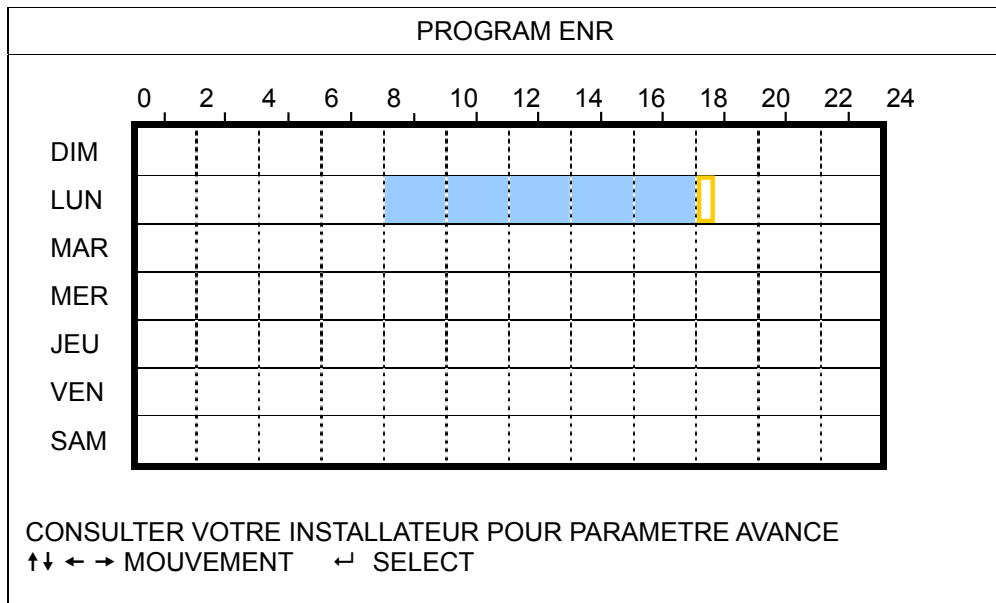 PROGRAM ENR
0 2 4 6 8 10 12 14 16 18 20 22 24
DIM
LUN
MAR
MER
JEU
VEN
SAM
CONSULTER VOTRE INSTALLATEUR POUR PARAMETRE AVANCE
↑↓ ← → MOUVEMENT ↵ SELECT